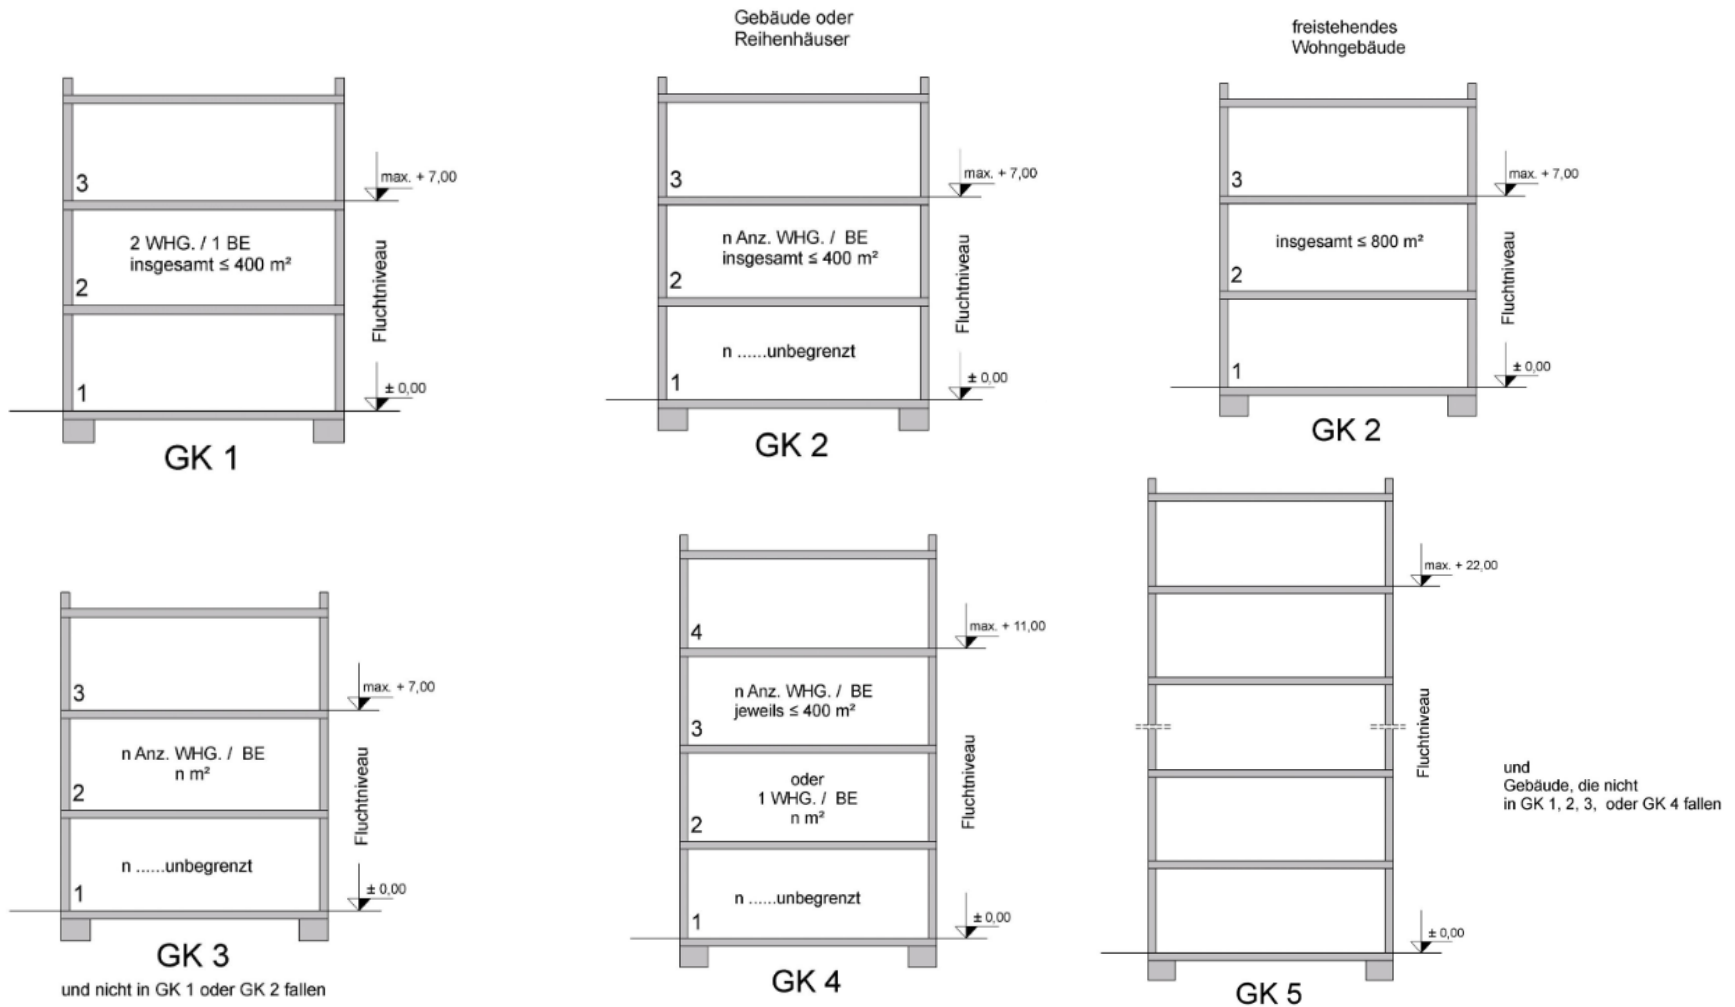 3
max. + 7,00
2 WHG. / 1 BE
insgesamt ≤ 400 m²
2
Fluchtniveau
1
± 0,00
GK 1
Gebäude oder
Reihenhäuser
3
max. + 7,00
n Anz. WHG. / BE
insgesamt ≤ 400 m²
2
Fluchtniveau
n ......unbegrenzt
1
± 0,00
GK 2
freistehendes
Wohngebäude
3
max. + 7,00
insgesamt ≤ 800 m²
2
Fluchtniveau
1
± 0,00
GK 2
3
max. + 7,00
n Anz. WHG. / BE
n m²
2
Fluchtniveau
n ......unbegrenzt
1
± 0,00
GK 3
und nicht in GK 1 oder GK 2 fallen
4
max. + 11,00
n Anz. WHG. / BE
jeweils ≤ 400 m²
3
Fluchtniveau
oder
1 WHG. / BE
n m²
2
n ......unbegrenzt
1
± 0,00
GK 4
max. + 22,00
Fluchtniveau
± 0,00
GK 5
und
Gebäude, die nicht
in GK 1, 2, 3, oder GK 4 fallen